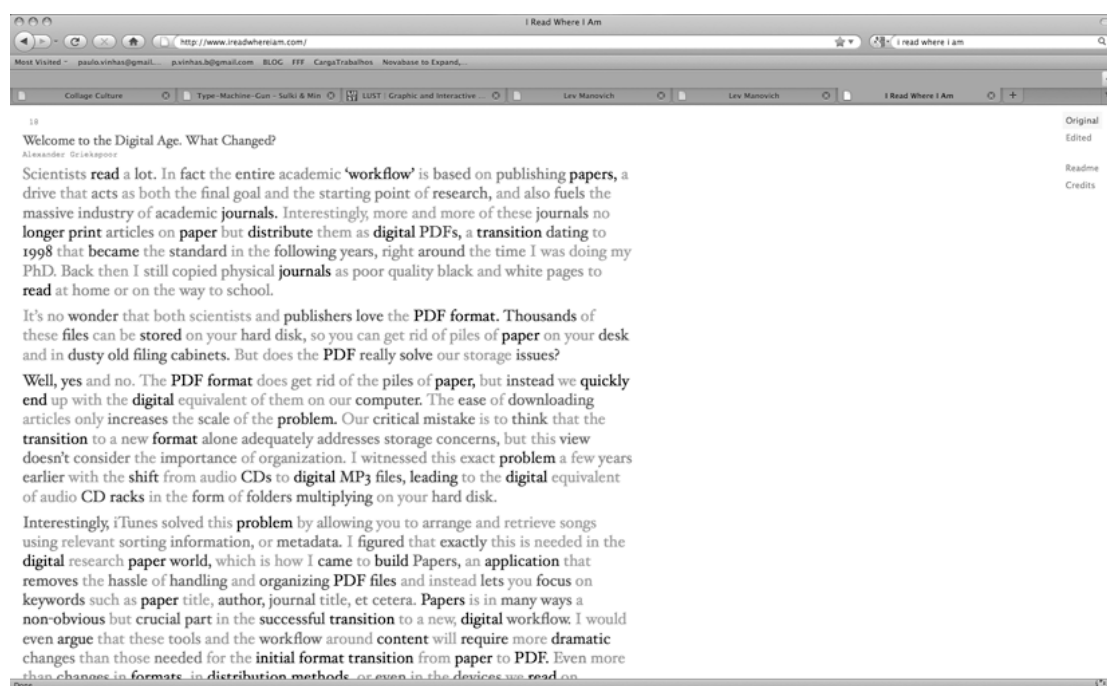 I Read Where I Am
http://www.ireadwhereiam.com/
i read where i am
Most Visited paulo.vinhas@gmail.... p.vinhas.b@gmail.com BLOG FFF CargaTrabalhos Novabase to Expand,...
Collage Culture Type-Machine-Gun - Sulki & Min LUST | Graphic and Interactive ... Lev Manovich Lev Manovich I Read Where I Am
10
Original
Welcome to the Digital Age. What Changed?
Edited
Alexander Griekspoor
Readme
Credits
Scientists read a lot. In fact the entire academic ‘workflow’ is based on publishing papers, a
drive that acts as both the final goal and the starting point of research, and also fuels the
massive industry of academic journals. Interestingly, more and more of these journals no
longer print articles on paper but distribute them as digital PDFs, a transition dating to
1998 that became the standard in the following years, right around the time I was doing my
PhD. Back then I still copied physical journals as poor quality black and white pages to
read at home or on the way to school.
It’s no wonder that both scientists and publishers love the PDF format. Thousands of
these files can be stored on your hard disk, so you can get rid of piles of paper on your desk
and in dusty old filing cabinets. But does the PDF really solve our storage issues?
Well, yes and no. The PDF format does get rid of the piles of paper, but instead we quickly
end up with the digital equivalent of them on our computer. The ease of downloading
articles only increases the scale of the problem. Our critical mistake is to think that the
transition to a new format alone adequately addresses storage concerns, but this view
doesn’t consider the importance of organization. I witnessed this exact problem a few years
earlier with the shift from audio CDs to digital MP3 files, leading to the digital equivalent
of audio CD racks in the form of folders multiplying on your hard disk.
Interestingly, iTunes solved this problem by allowing you to arrange and retrieve songs
using relevant sorting information, or metadata. I figured that exactly this is needed in the
digital research paper world, which is how I came to build Papers, an application that
removes the hassle of handling and organizing PDF files and instead lets you focus on
keywords such as paper title, author, journal title, et cetera. Papers is in many ways a
non-obvious but crucial part in the successful transition to a new, digital workflow. I would
even argue that these tools and the workflow around content will require more dramatic
changes than those needed for the initial format transition from paper to PDF. Even more
than changes in formats, in distribution methods, or even in the devices we read on
Done